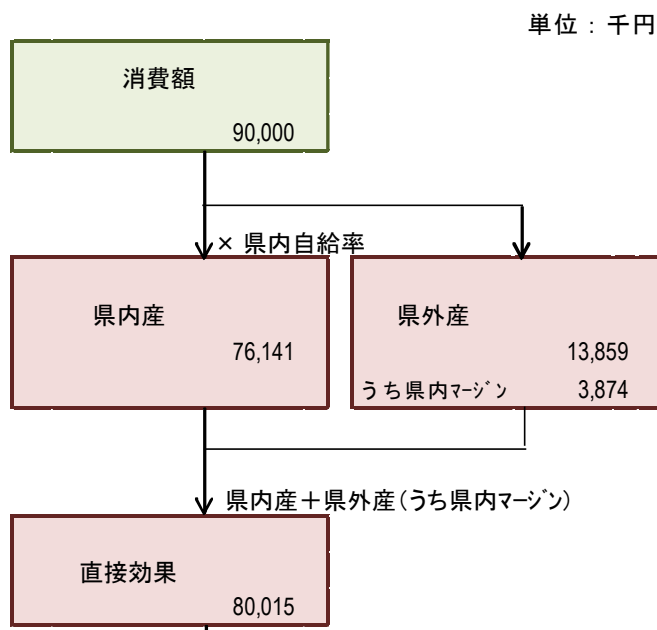 単位：千円
消費額
90,000
× 県内自給率
県内産
76,141
県外産
13,859
うち県内ﾏｰｼﾞﾝ 3,874
県内産＋県外産(うち県内ﾏｰｼﾞﾝ)
直接効果
80,015